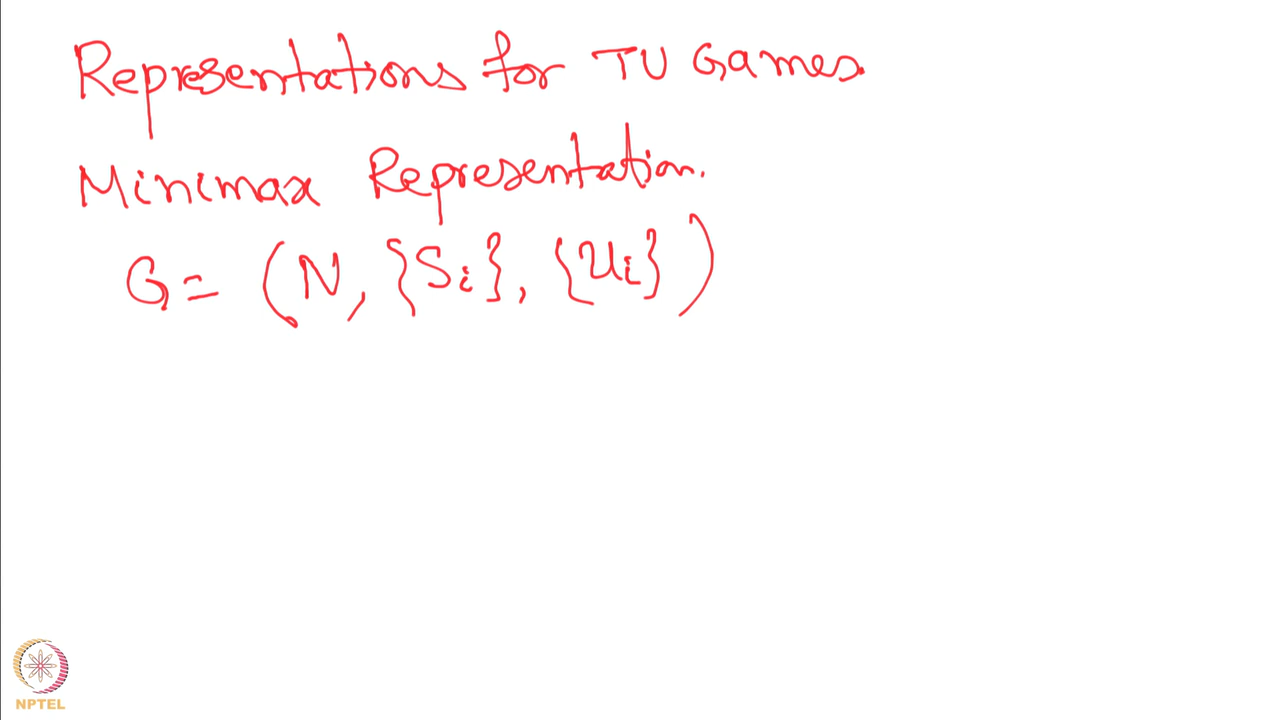 Representations for TU Games.
Minimax Representation.
G = (N, {Si}, {ui})
NPTEL